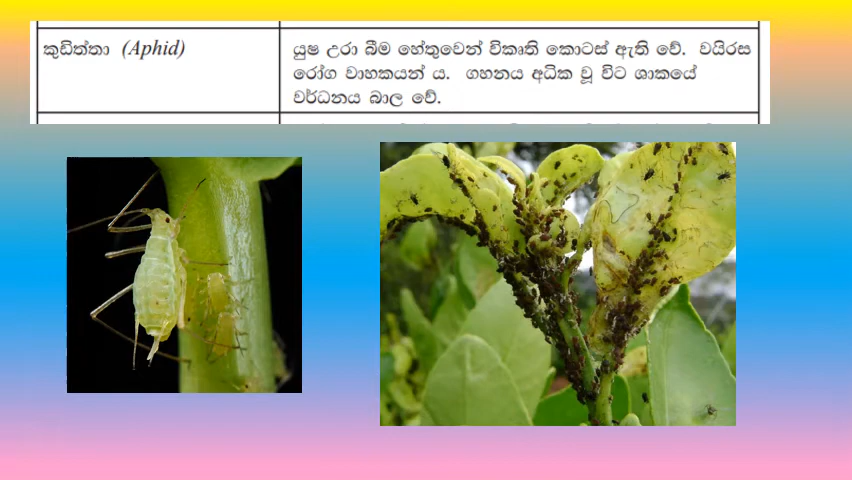 කුඩිත්තා (Aphid)
යුෂ උරා බීම හේතුවෙන් විකෘති කොටස් ඇති වේ. වයිරස
රෝග වාහකයන් ය. ගහනය අධික වූ විට ශාකයේ
වර්ධනය බාල වේ.